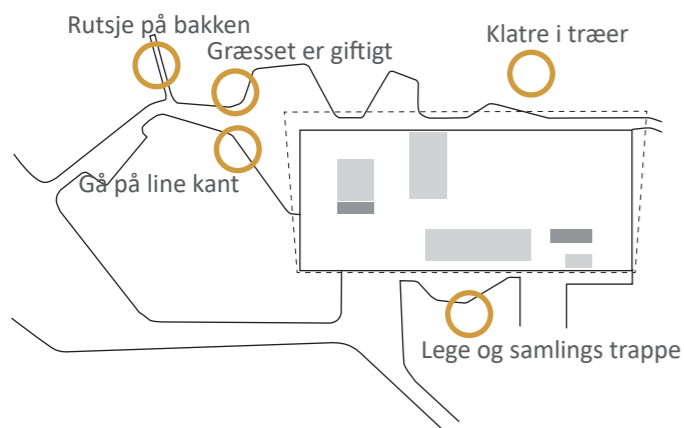 Rutsje på bakken
Græsset er giftigt
Klatre i træer
Gå på line kant
Lege og samlings trappe